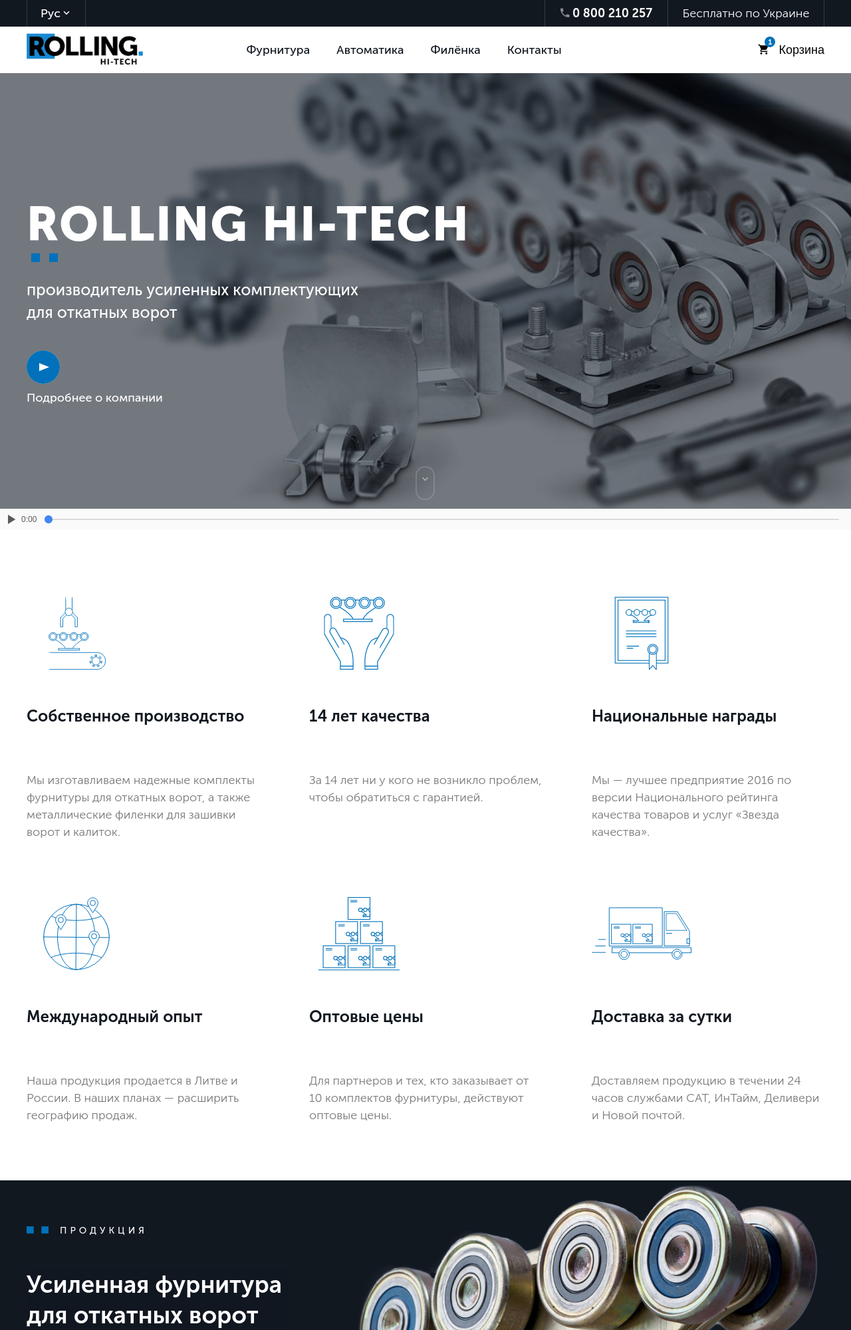 Рус
0 800 210 257
Бесплатно по Украине
ROLLING.
HI-TECH
Фурнитура
Автоматика
Филёнка
Контакты
1
Корзина
ROLLING HI-TECH
производитель усиленных комплектующих
для откатных ворот
Подробнее о компании
0:00
Собственное производство
Мы изготавливаем надежные комплекты
фурнитуры для откатных ворот, а также
металлические филенки для зашивки
ворот и калиток.
14 лет качества
За 14 лет ни у кого не возникло проблем,
чтобы обратиться с гарантией.
Национальные награды
Мы — лучшее предприятие 2016 по
версии Национального рейтинга
качества товаров и услуг «Звезда
качества».
Международный опыт
Наша продукция продается в Литве и
России. В наших планах — расширить
географию продаж.
Оптовые цены
Для партнеров и тех, кто заказывает от
10 комплектов фурнитуры, действуют
оптовые цены.
Доставка за сутки
Доставляем продукцию в течении 24
часов службами САТ, ИнТайм, Деливери
и Новой почтой.
ПРОДУКЦИЯ
Усиленная фурнитура
для откатных ворот